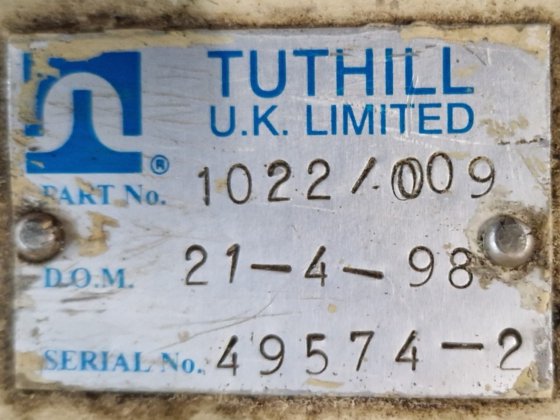 TUTHILL
U.K. LIMITED
®
PART No. 1022/.009
D.O.M. 21-4-98
SERIAL No. 49574-2